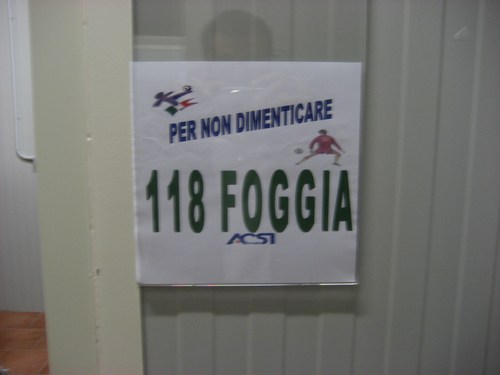 PER NON DIMENTICARE
118 FOGGIA
ACSI